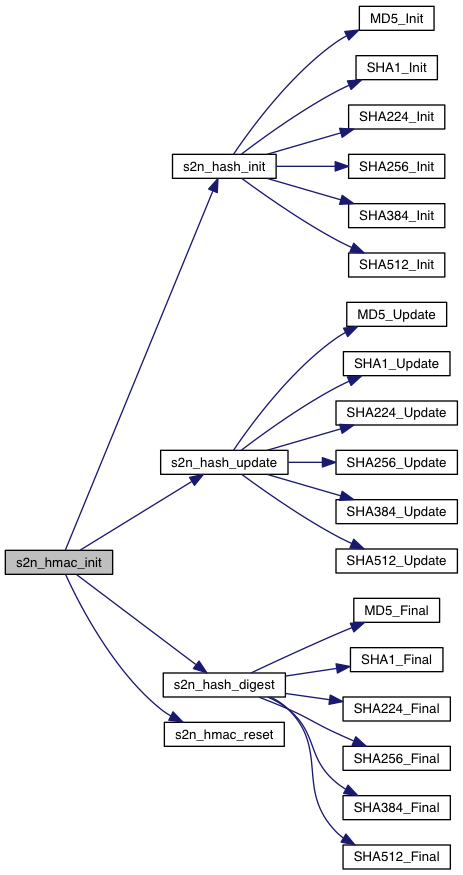 MD5_Init
SHA1_Init
SHA224_Init
s2n_hash_init
SHA256_Init
SHA384_Init
SHA512_Init
MD5_Update
SHA1_Update
SHA224_Update
s2n_hash_update
SHA256_Update
SHA384_Update
SHA512_Update
s2n_hmac_init
MD5_Final
SHA1_Final
s2n_hash_digest
SHA224_Final
s2n_hmac_reset
SHA256_Final
SHA384_Final
SHA512_Final